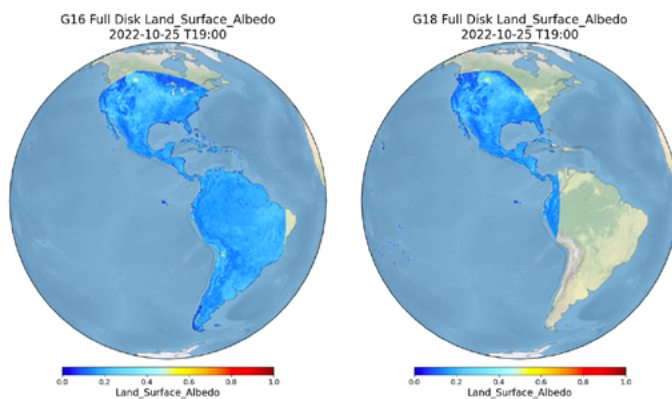 G16 Full Disk Land_Surface_Albedo
2022-10-25 T19:00
G18 Full Disk Land_Surface_Albedo
2022-10-25 T19:00
0.0 0.2 0.4 0.6 0.8 1.0
Land_Surface_Albedo
0.0 0.2 0.4 0.6 0.8 1.0
Land_Surface_Albedo